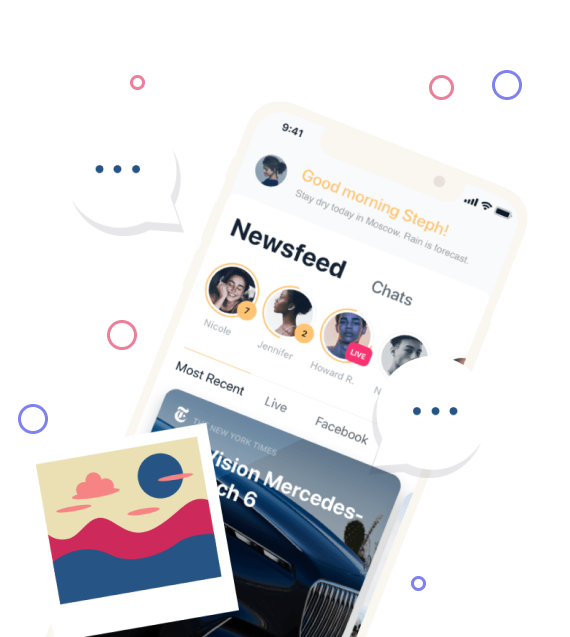 9:41
Good morning Steph!
Stay dry today in Moscow. Rain is forecast.
Newsfeed
Chats
7
2
LIVE
Nicole
Jennifer
Howard R.
N
Most Recent
Live
Facebook
THE NEW YORK TIMES
Vision Mercedes-
ch 6